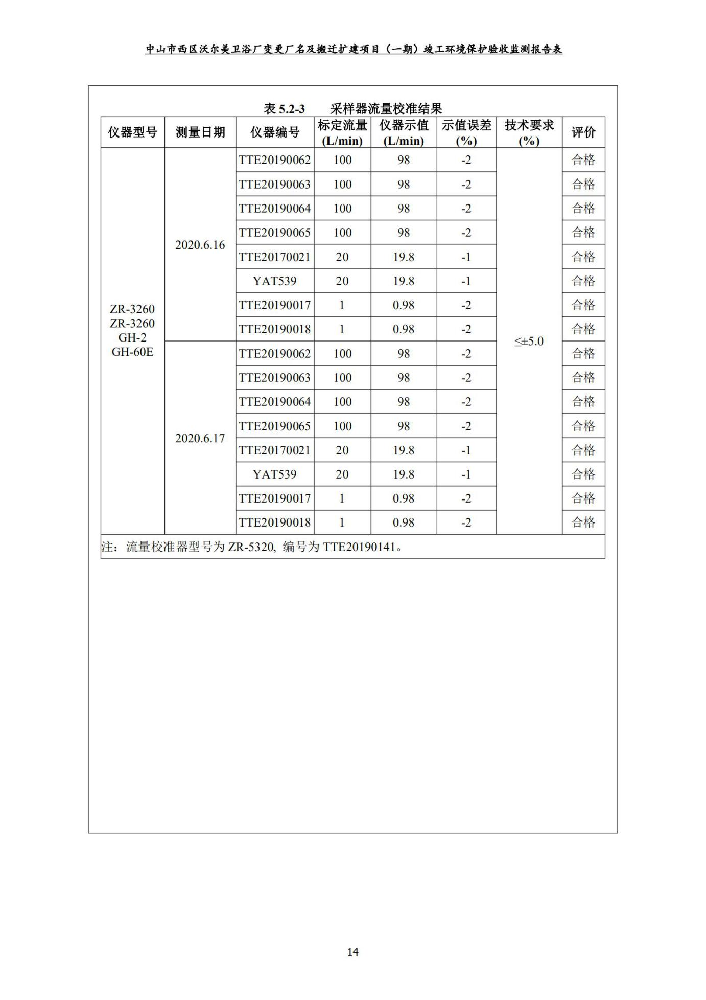 中山市西区沃尔美卫浴厂变更厂名及搬迁扩建项目（一期）竣工环境保护验收监测报告表
表 5.2-3 采样器流量校准结果
仪器型号 测量日期 仪器编号 标定流量(L/min) 仪器示值(L/min) 示值误差(%) 技术要求(%) 评价
ZR-3260
ZR-3260
GH-2
GH-60E
≤±5.0
2020.6.16
TTE20190062 100 98 -2 合格
TTE20190063 100 98 -2 合格
TTE20190064 100 98 -2 合格
TTE20190065 100 98 -2 合格
TTE20170021 20 19.8 -1 合格
YAT539 20 19.8 -1 合格
TTE20190017 1 0.98 -2 合格
TTE20190018 1 0.98 -2 合格
2020.6.17
TTE20190062 100 98 -2 合格
TTE20190063 100 98 -2 合格
TTE20190064 100 98 -2 合格
TTE20190065 100 98 -2 合格
TTE20170021 20 19.8 -1 合格
YAT539 20 19.8 -1 合格
TTE20190017 1 0.98 -2 合格
TTE20190018 1 0.98 -2 合格
注：流量校准器型号为 ZR-5320, 编号为 TTE20190141。
14